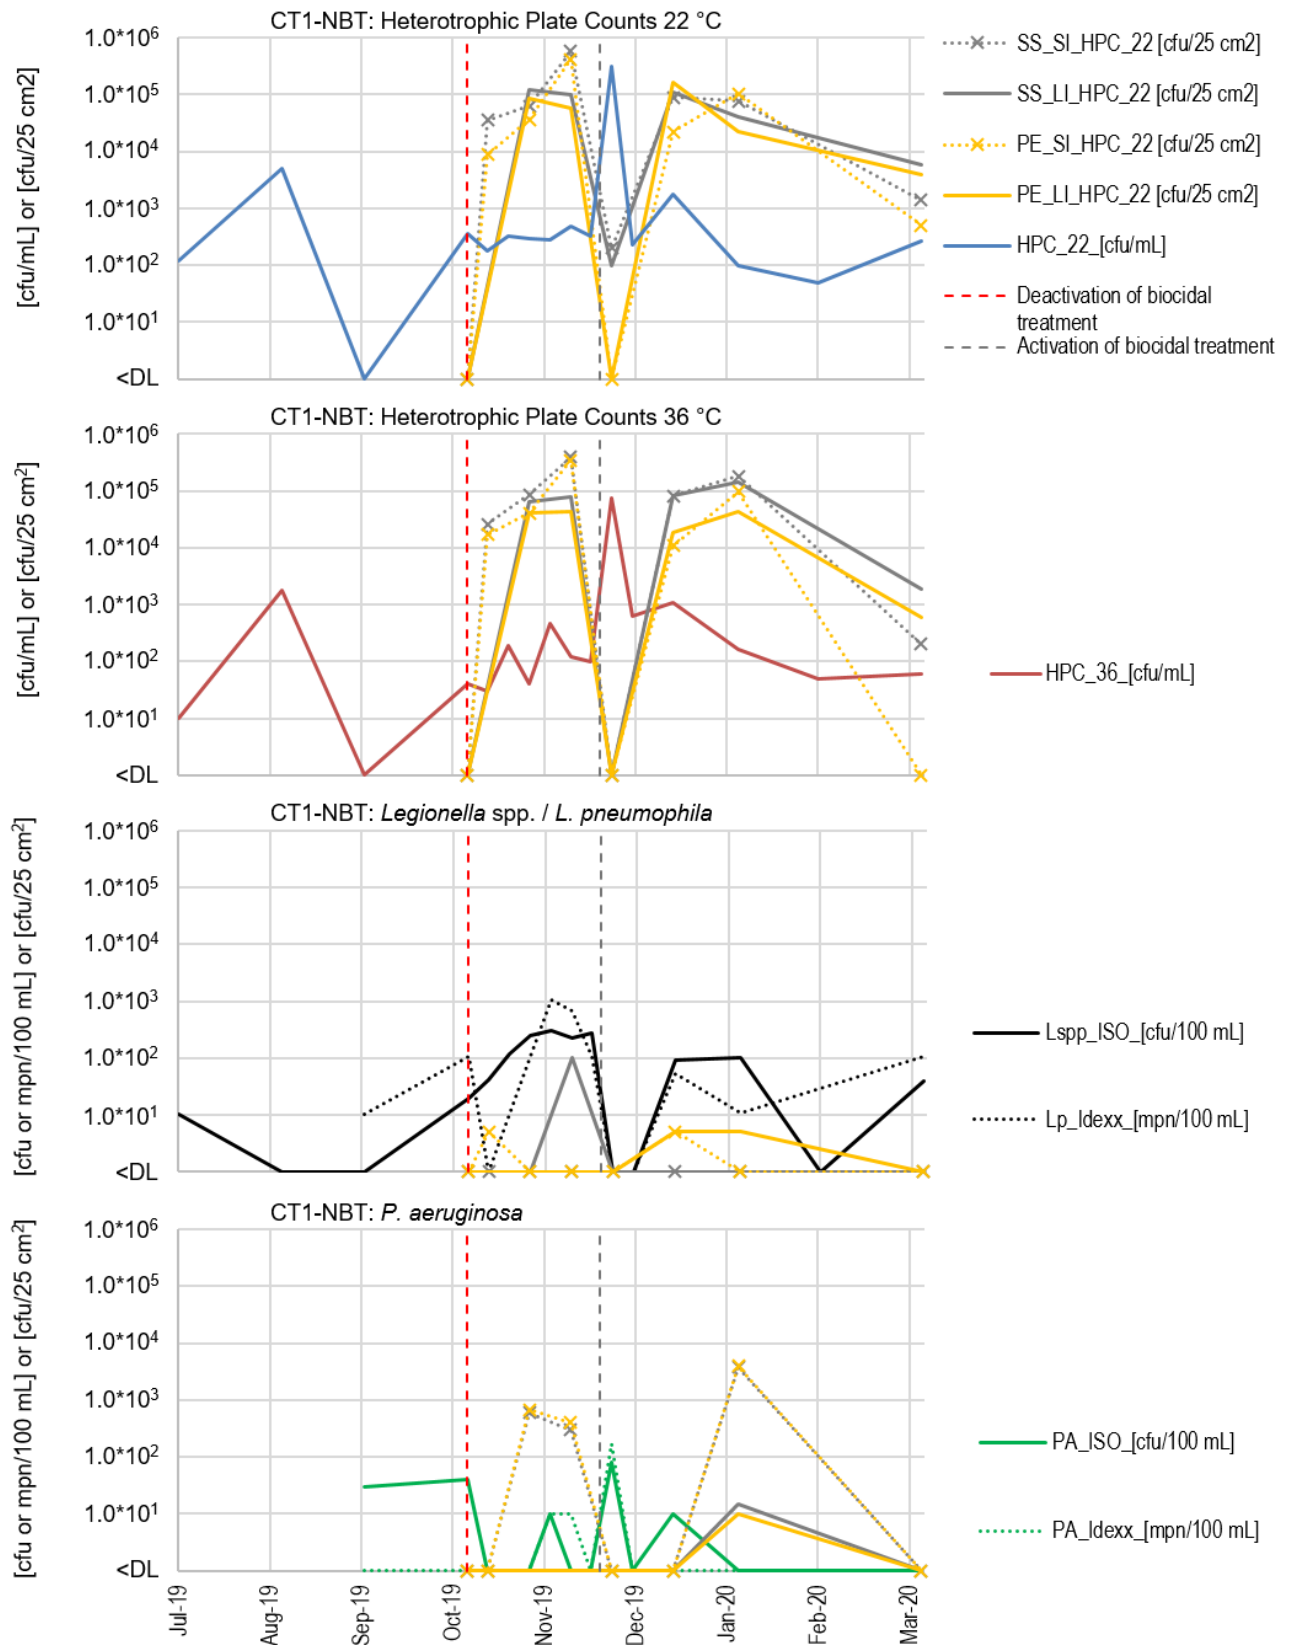 CT1-NBT: Heterotrophic Plate Counts 22 °C
[cfu/mL] or [cfu/25 cm2]
1.0*10⁶
1.0*10⁵
1.0*10⁴
1.0*10³
1.0*10²
1.0*10¹
<DL
SS_SI_HPC_22 [cfu/25 cm2]
SS_LI_HPC_22 [cfu/25 cm2]
PE_SI_HPC_22 [cfu/25 cm2]
PE_LI_HPC_22 [cfu/25 cm2]
HPC_22_[cfu/mL]
Deactivation of biocidal
treatment
Activation of biocidal treatment
CT1-NBT: Heterotrophic Plate Counts 36 °C
[cfu/mL] or [cfu/25 cm²]
1.0*10⁶
1.0*10⁵
1.0*10⁴
1.0*10³
1.0*10²
1.0*10¹
<DL
HPC_36_[cfu/mL]
CT1-NBT: Legionella spp. / L. pneumophila
[cfu or mpn/100 mL] or [cfu/25 cm²]
1.0*10⁶
1.0*10⁵
1.0*10⁴
1.0*10³
1.0*10²
1.0*10¹
<DL
Lspp_ISO_[cfu/100 mL]
Lp_Idexx_[mpn/100 mL]
CT1-NBT: P. aeruginosa
[cfu or mpn/100 mL] or [cfu/25 cm²]
1.0*10⁶
1.0*10⁵
1.0*10⁴
1.0*10³
1.0*10²
1.0*10¹
<DL
PA_ISO_[cfu/100 mL]
PA_Idexx_[mpn/100 mL]
Jul-19
Aug-19
Sep-19
Oct-19
Nov-19
Dec-19
Jan-20
Feb-20
Mar-20